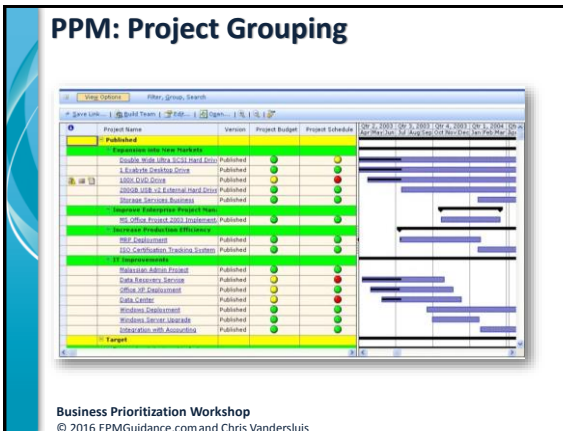 PPM: Project Grouping
View Options Filter, Group, Search
Save Link... | Build Team | Edit... | Open... |
Project Name Version Project Budget Project Schedule Qtr 2, 2003 Qtr 3, 2003 Qtr 4, 2003 Qtr 1, 2004
Apr May Jun Jul Aug Sep Oct Nov Dec Jan Feb Mar
Published
Expansion into New Markets
Double Wide Ultra SCSI Hard Driv Published
1 Exabyte Desktop Drive Published
100X DVD Drive Published
200GB USB v2 External Hard Drive Published
Storage Services Business Published
Improve Enterprise Project Mana
MS Office Project 2003 Implement Published
Increase Production Efficiency
MRP Deployment Published
ISO Certification Tracking System Published
IT Improvements
Malassian Admin Project Published
Data Recovery Service Published
Office XP Deployment Published
Data Center Published
Windows Deployment Published
Windows Server Upgrade Published
Integration with Accounting Published
Target
Business Prioritization Workshop
© 2016 EPMGuidance.com and Chris Vandersluis